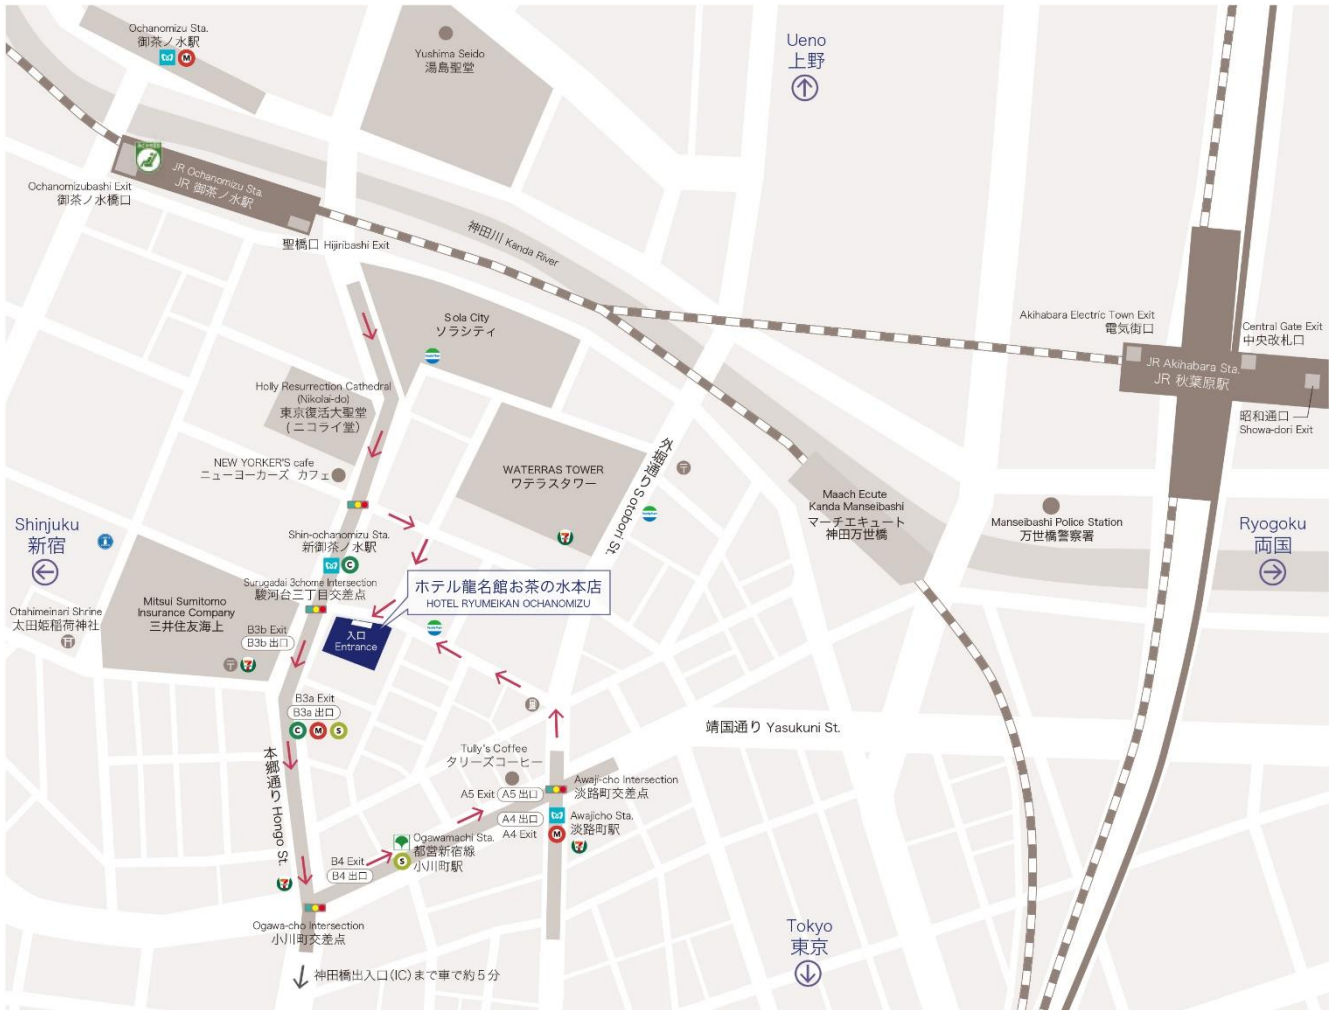 Ochanomizu Sta.
御茶ノ水駅
M
Yushima Seido
湯島聖堂
Ueno
上野
JR Ochanomizu Sta.
JR 御茶ノ水駅
Ochanomizubashi Exit
御茶ノ水橋口
聖橋口 Hijiribashi Exit
神田川 Kanda River
Sola City
ソラシティ
Akihabara Electric Town Exit
電気街口
Central Gate Exit
中央改札口
JR Akihabara Sta.
JR 秋葉原駅
昭和通口
Showa-dori Exit
Holly Resurrection Cathedral
(Nikolai-do)
東京復活大聖堂
(ニコライ堂)
NEW YORKER'S cafe
ニューヨーカーズ カフェ
WATERRAS TOWER
ワテラスタワー
外堀通り Sotobori St.
〒
Maach Ecute
Kanda Manseibashi
マーチエキュート
神田万世橋
Manseibashi Police Station
万世橋警察署
Ryogoku
両国
Shinjuku
新宿
Shin-ochanomizu Sta.
新御茶ノ水駅
C
7
Surugadai 3chome Intersection
駿河台三丁目交差点
ホテル龍名館お茶の水本店
HOTEL RYUMEIKAN OCHANOMIZU
Otahimeinari Shrine
太田姫稲荷神社
Mitsui Sumitomo
Insurance Company
三井住友海上
〒 7
B3b Exit
B3b 出口
入口
Entrance
B3a Exit
B3a 出口
C M S
本郷通り Hongo St.
靖国通り Yasukuni St.
Tully's Coffee
タリーズコーヒー
A5 Exit A5 出口
Awaji-cho Intersection
淡路町交差点
A4 出口
A4 Exit
Awajicho Sta.
淡路町駅
M
7
Ogawamachi Sta.
都営新宿線
小川町駅
S
B4 Exit
B4 出口
7
Ogawa-cho Intersection
小川町交差点
神田橋出入口(IC)まで車で約5分
Tokyo
東京